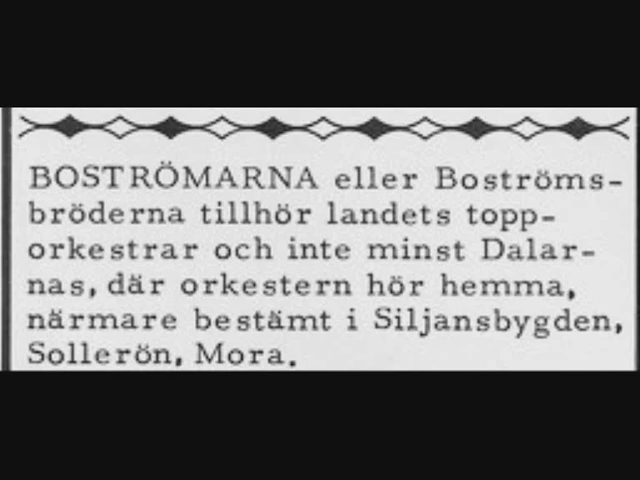 BOSTRÖMARNA eller Boströms-
bröderna tillhör landets topp-
orkestrar och inte minst Dalar-
nas, där orkestern hör hemma,
närmare bestämt i Siljansbygden,
Sollerön, Mora.